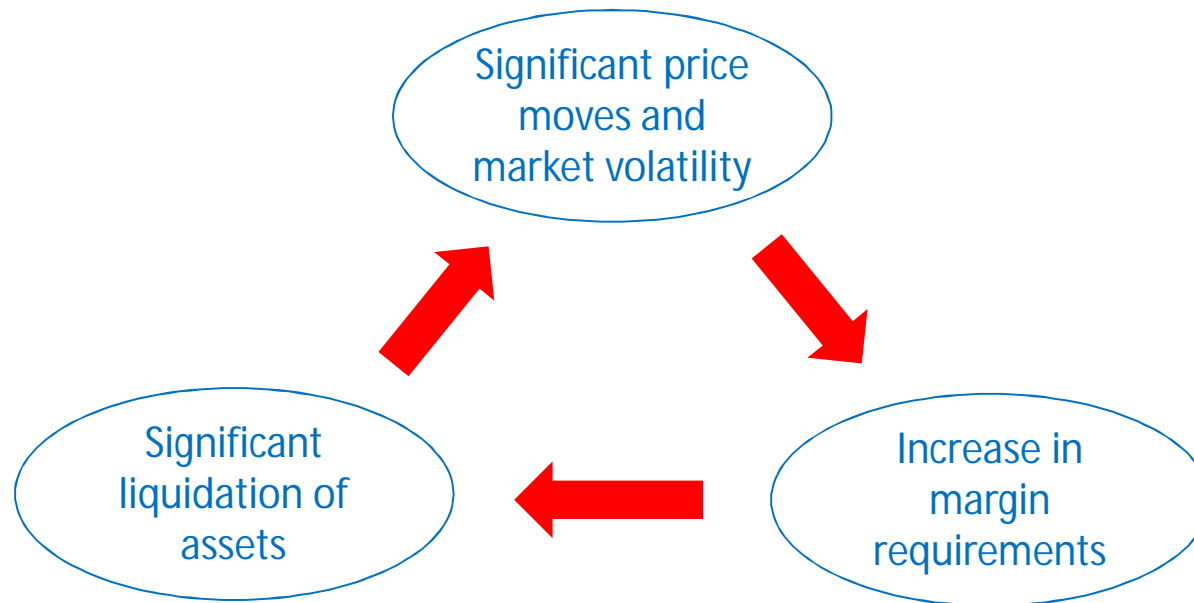 Significant price
moves and
market volatility
Significant
liquidation of
assets
Increase in
margin
requirements